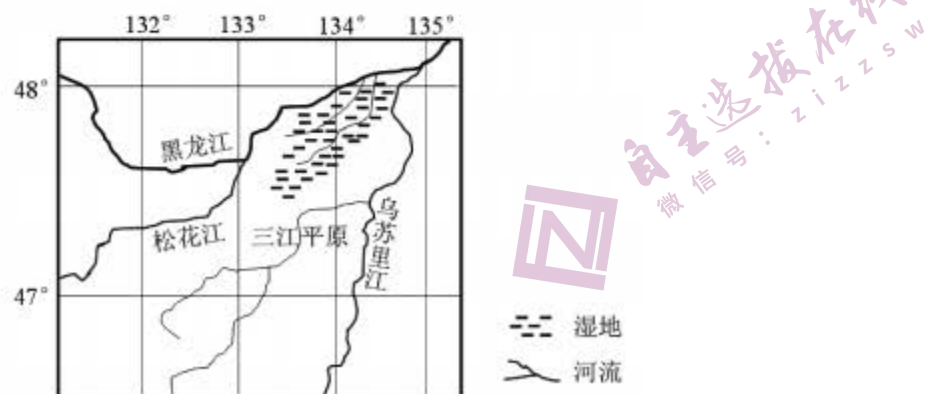 132° 133° 134° 135°
48°
黑龙江
松花江
三江平原
乌苏里江
47°
湿地
河流
自主选拔在线
微信号：zizzsw